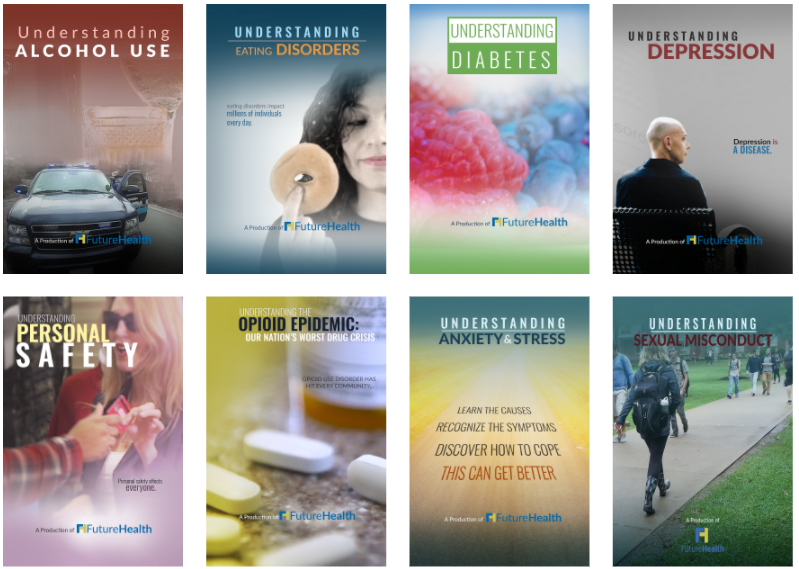 Understanding
ALCOHOL USE
A Production of FutureHealth
UNDERSTANDING
EATING DISORDERS
eating disorders impact
millions of individuals
every day.
A Production of FutureHealth
UNDERSTANDING
DIABETES
A Production of FutureHealth
UNDERSTANDING
DEPRESSION
Depression is
A DISEASE.
A Production of FutureHealth
UNDERSTANDING
PERSONAL
SAFETY
Personal safety affects
everyone.
A Production of FutureHealth
UNDERSTANDING THE
OPIOID EPIDEMIC:
OUR NATION'S WORST DRUG CRISIS
OPIOID USE DISORDER HAS
HIT EVERY COMMUNITY...
A Production of FutureHealth
UNDERSTANDING
ANXIETY & STRESS
LEARN THE CAUSES
RECOGNIZE THE SYMPTOMS
DISCOVER HOW TO COPE
THIS CAN GET BETTER
A Production of FutureHealth
UNDERSTANDING
SEXUAL MISCONDUCT
A Production of
FutureHealth